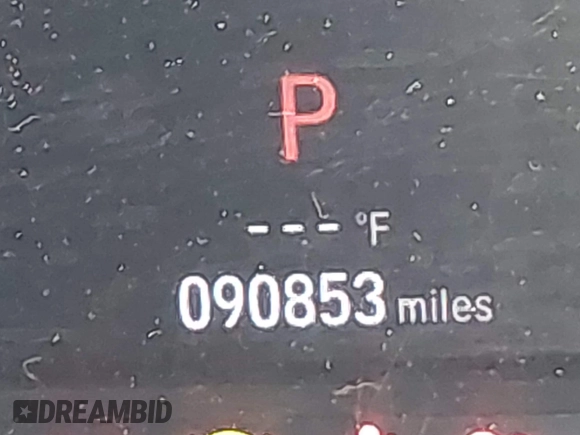 P
--- °F
090853 miles
DREAMBID